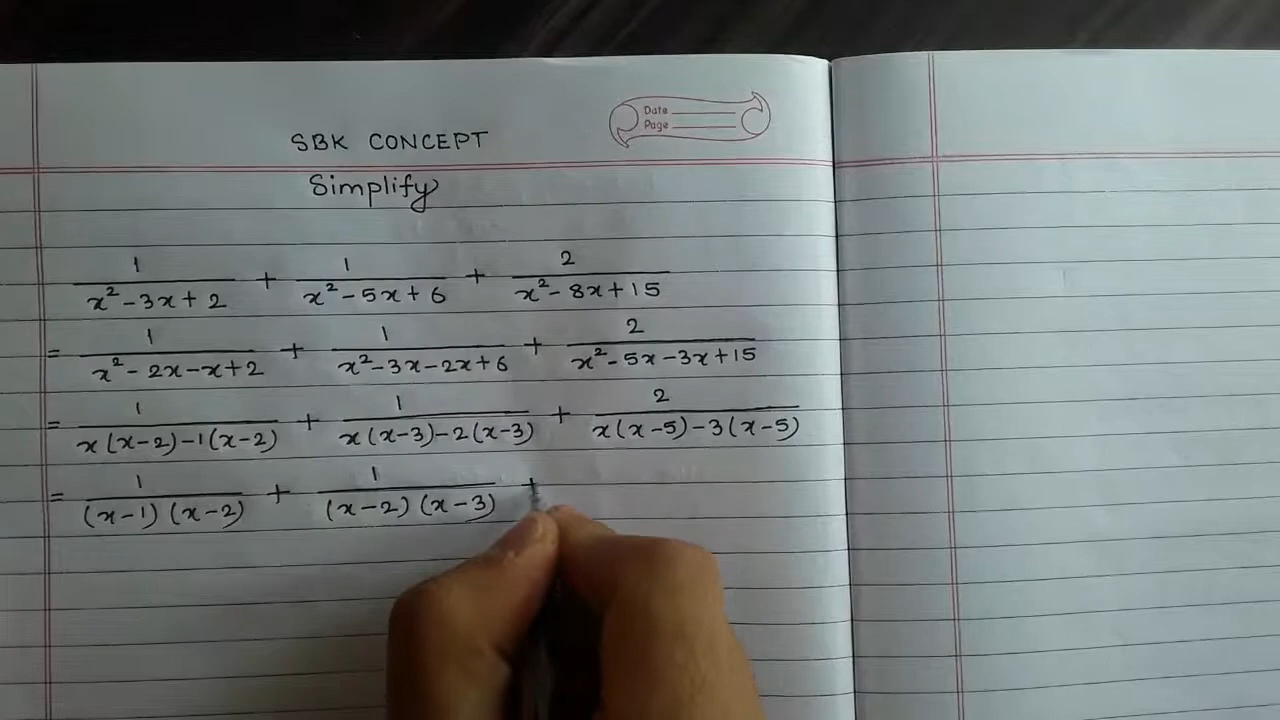 Date
Page
SBK CONCEPT
Simplify
1/(x²-3x+2) + 1/(x²-5x+6) + 2/(x²-8x+15)
= 1/(x²-2x-x+2) + 1/(x²-3x-2x+6) + 2/(x²-5x-3x+15)
= 1/(x(x-2)-1(x-2)) + 1/(x(x-3)-2(x-3)) + 2/(x(x-5)-3(x-5))
= 1/((x-1)(x-2)) + 1/((x-2)(x-3)) +